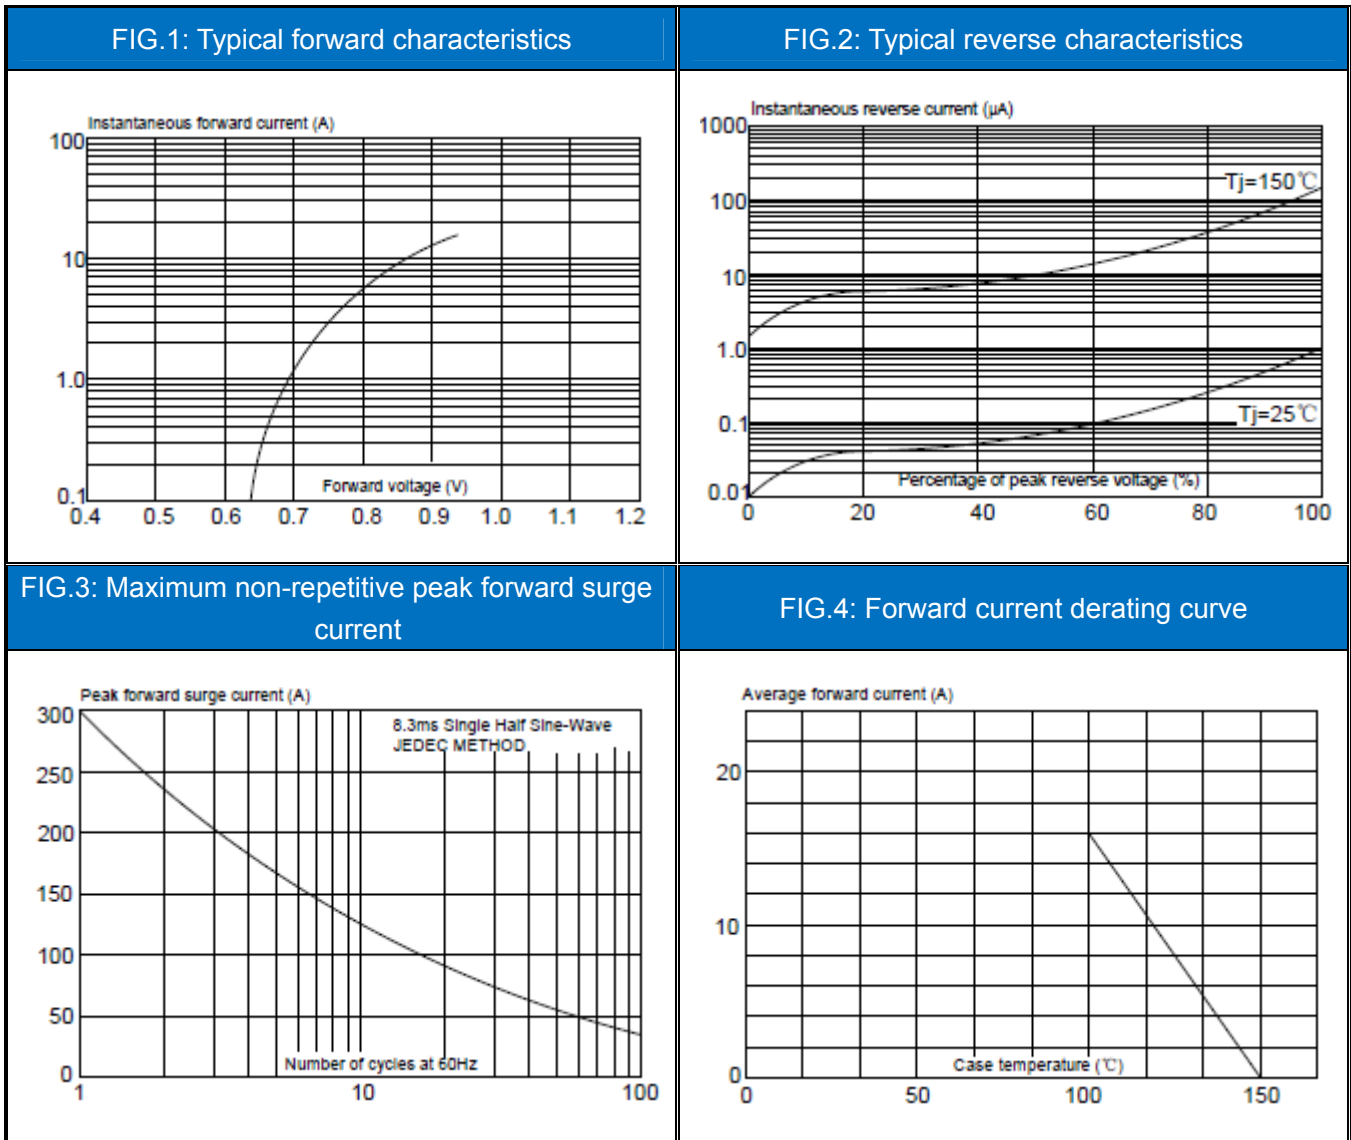 FIG.1: Typical forward characteristics
FIG.2: Typical reverse characteristics
Instantaneous forward current (A)
100
10
1.0
0.1
Forward voltage (V)
0.4 0.5 0.6 0.7 0.8 0.9 1.0 1.1 1.2
Instantaneous reverse current (μA)
1000
Tj=150℃
100
10
1.0
Tj=25℃
0.1
Percentage of peak reverse voltage (%)
0.01
0 20 40 60 80 100
FIG.3: Maximum non-repetitive peak forward surge
current
FIG.4: Forward current derating curve
Peak forward surge current (A)
300
8.3ms Single Half Sine-Wave
JEDEC METHOD
250
200
150
100
50
Number of cycles at 60Hz
0
1 10 100
Average forward current (A)
20
10
Case temperature (℃)
0
0 50 100 150